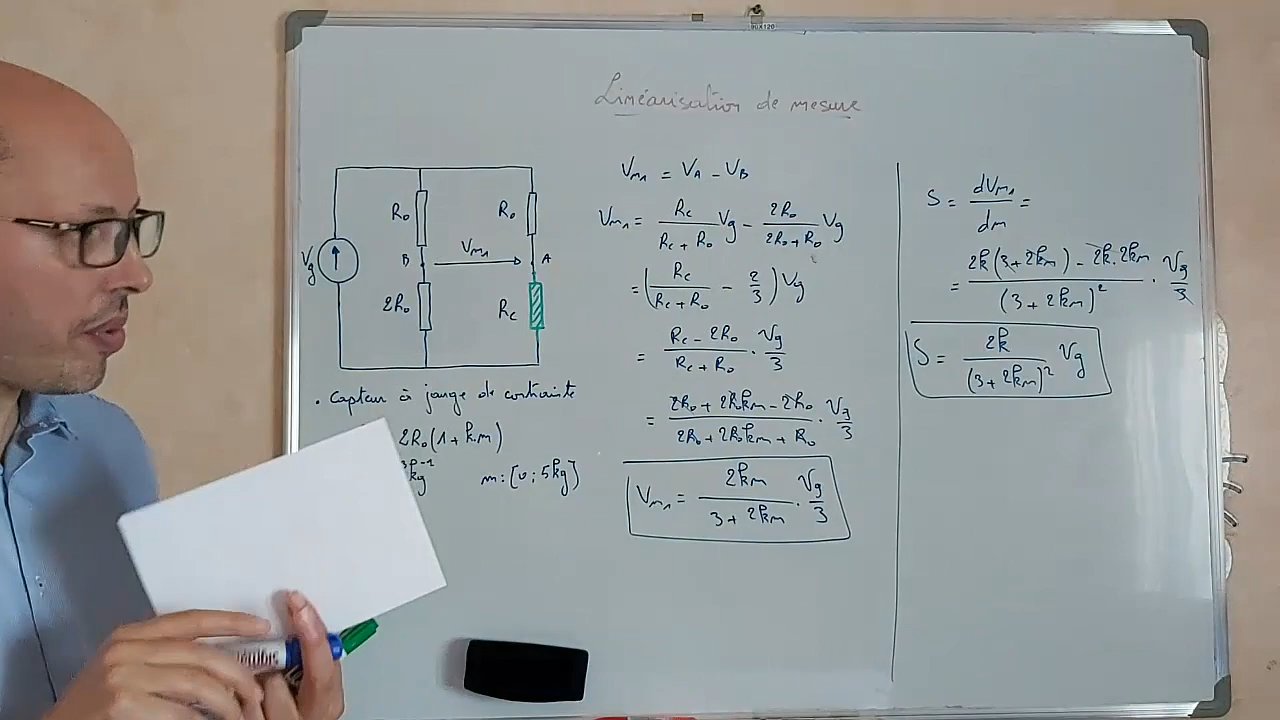 90X120
Linéarisation de mesure
R₀
R₀
Vg
B
Vm₁
A
2R₀
Rc
. Capteur à jauge de contrainte
2R₀(1+k.m)
kg⁻¹
m:[0;5kg]
Vm₁ = VA - VB
Vm₁ = Rc/(Rc + R₀) Vg - 2R₀/(2R₀ + R₀) Vg
= (Rc/(Rc + R₀) - 2/3) Vg
= (Rc - 2R₀)/(Rc + R₀) . Vg/3
= (2R₀ + 2R₀km - 2R₀)/(2R₀ + 2R₀km + R₀) . Vg/3
Vm₁ = 2km/(3 + 2km) . Vg/3
S = dVm₁/dm =
= (2k(3+2km) - 2k.2km)/(3 + 2km)² . Vg/3
S = 2k/(3+2km)² Vg